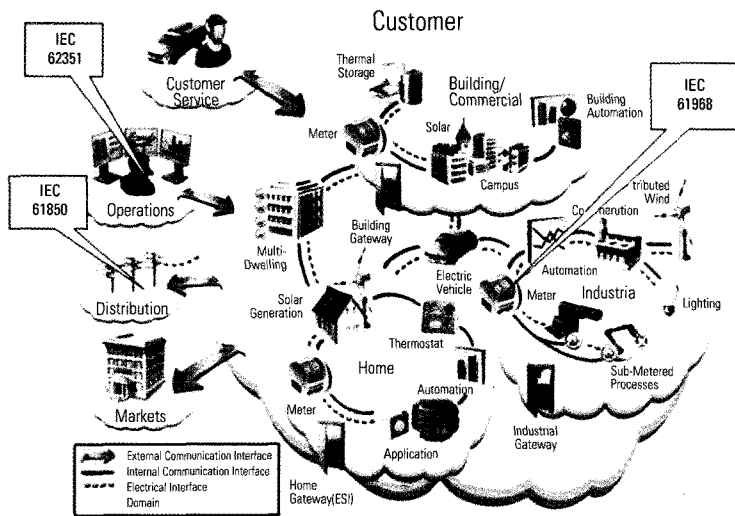 Customer
IEC
62351
Customer
Service
Thermal
Storage
Building/
Commercial
Building
Automation
IEC
61968
Meter
Solar
Campus
Operations
IEC
61850
Multi-
Dwelling
Building
Gateway
Electric
Vehicle
Wind
Automation
Meter
Industria
Lighting
Sub-Metered
Processes
Industrial
Gateway
Distribution
Solar
Generation
Thermostat
Home
Automation
Meter
Application
Home
Gateway(ES!)
Markets
External Communication Interface
Internal Communication Interface
Electrical Interface
Domain